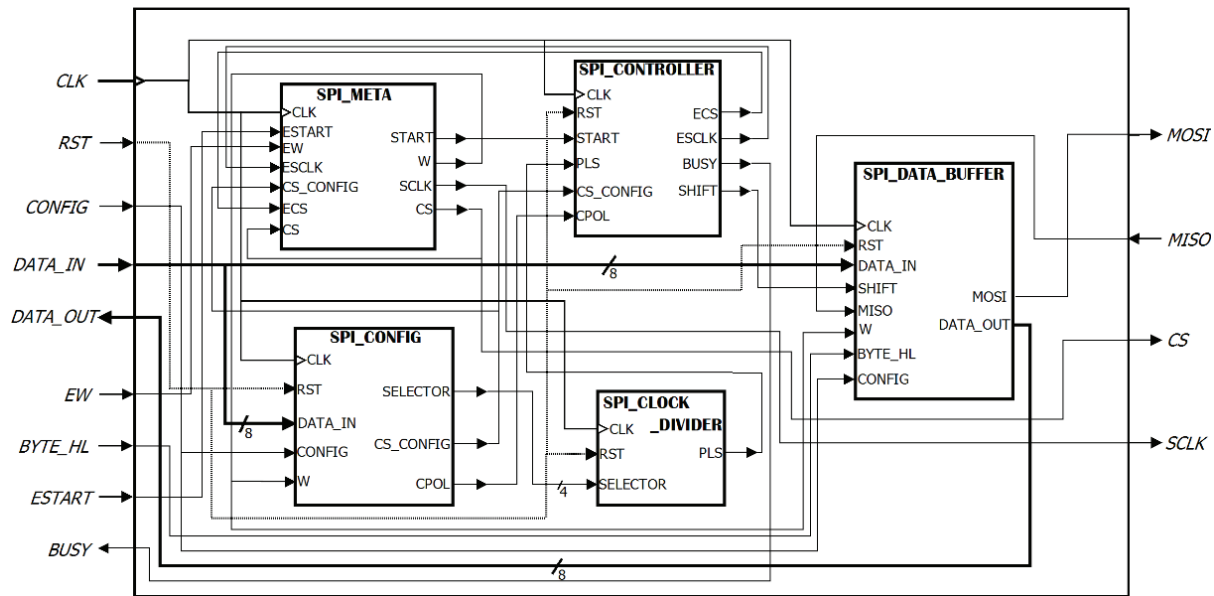 CLK
RST
CONFIG
DATA_IN
DATA_OUT
EW
BYTE_HL
ESTART
BUSY
SPI_META
CLK
ESTART
EW
ESCLK
CS_CONFIG
ECS
CS
START
W
SCLK
CS
SPI_CONTROLLER
CLK
RST
START
PLS
CS_CONFIG
CPOL
ECS
ESCLK
BUSY
SHIFT
SPI_DATA_BUFFER
CLK
RST
DATA_IN
SHIFT
MISO
W
BYTE_HL
CONFIG
MOSI
DATA_OUT
8
SPI_CONFIG
CLK
RST
DATA_IN
CONFIG
W
SELECTOR
CS_CONFIG
CPOL
8
SPI_CLOCK
_DIVIDER
CLK
RST
SELECTOR
PLS
4
8
MOSI
MISO
CS
SCLK